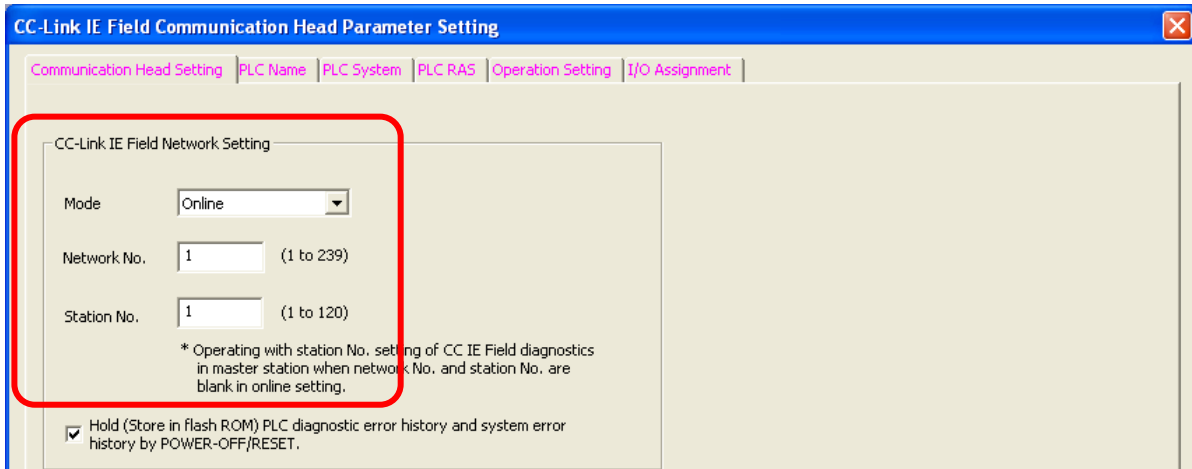 CC-Link IE Field Communication Head Parameter Setting
Communication Head Setting PLC Name PLC System PLC RAS Operation Setting I/O Assignment
CC-Link IE Field Network Setting
Mode Online
Network No. 1 (1 to 239)
Station No. 1 (1 to 120)
* Operating with station No. setting of CC IE Field diagnostics
in master station when network No. and station No. are
blank in online setting.
Hold (Store in flash ROM) PLC diagnostic error history and system error
history by POWER-OFF/RESET.